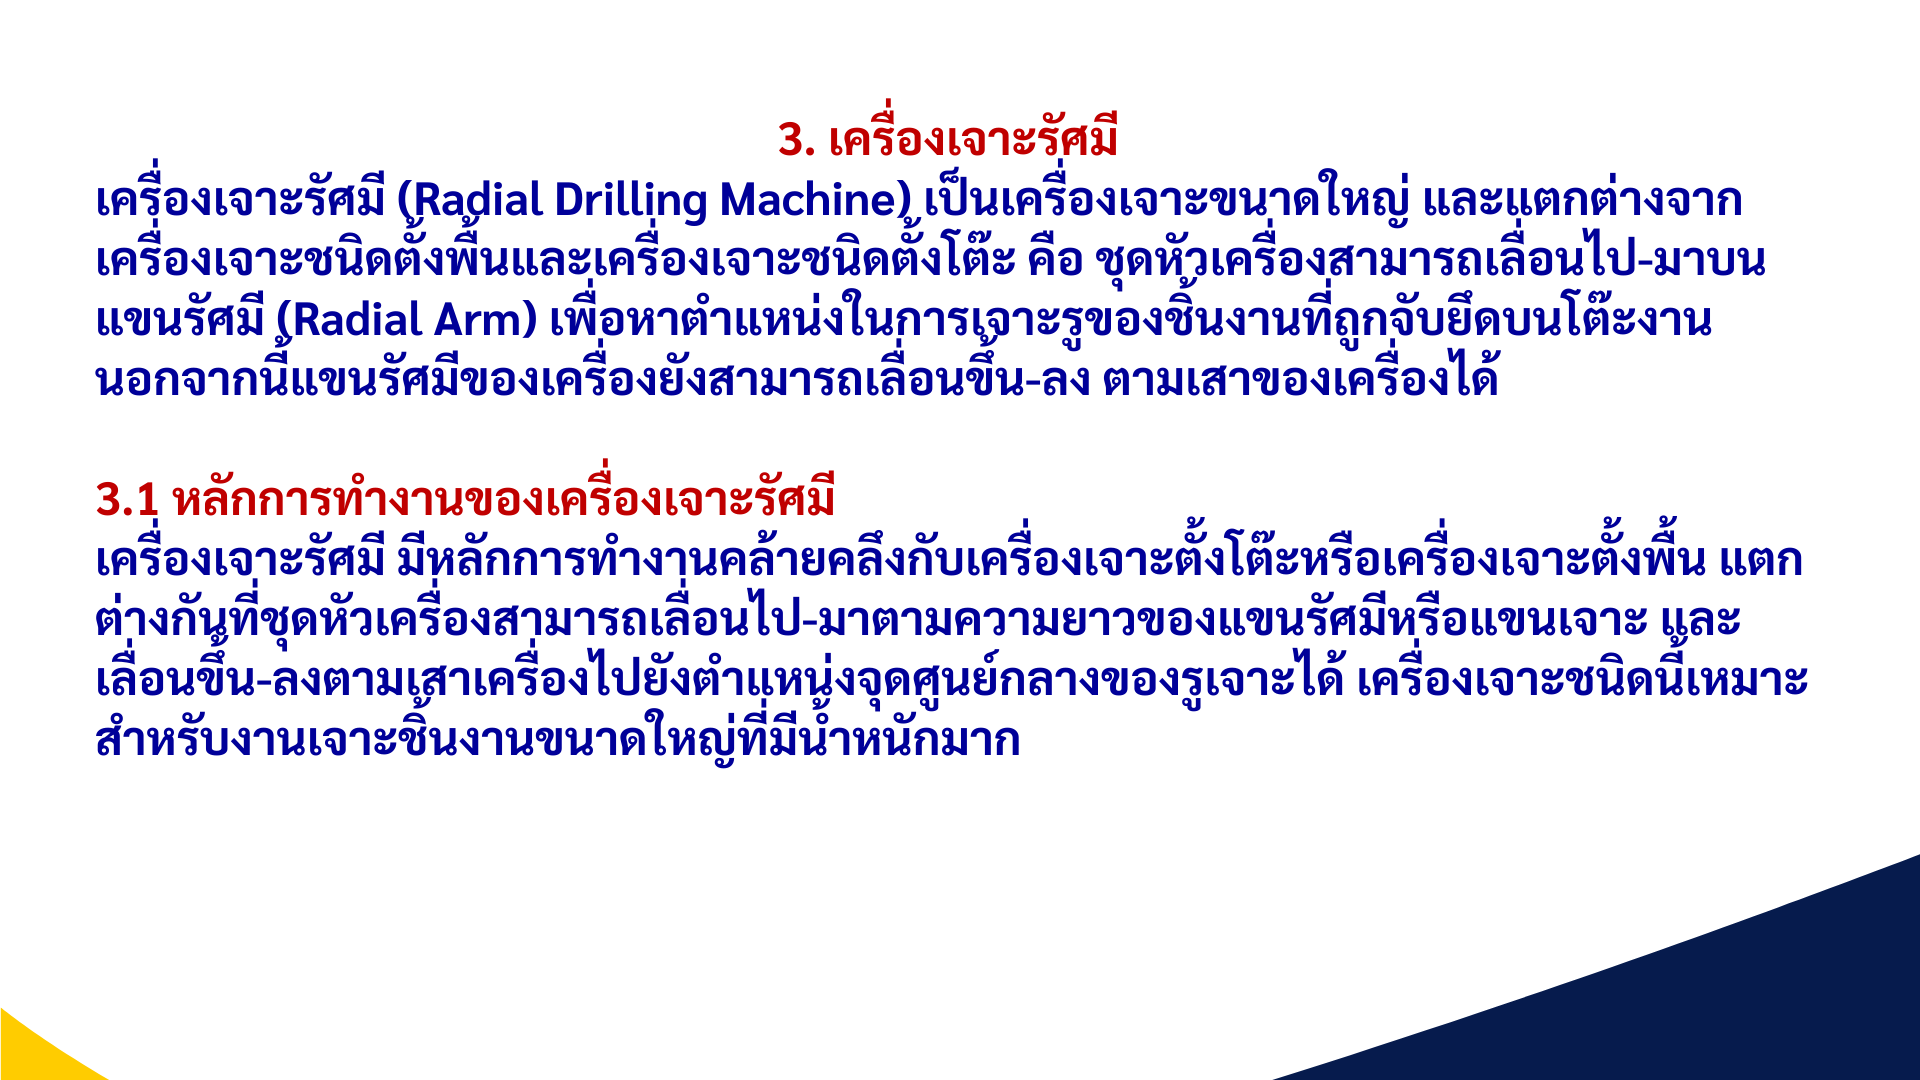 3. เครื่องเจาะรัศมี
เครื่องเจาะรัศมี (Radial Drilling Machine) เป็นเครื่องเจาะขนาดใหญ่ และแตกต่างจาก
เครื่องเจาะชนิดตั้งพื้นและเครื่องเจาะชนิดตั้งโต๊ะ คือ ชุดหัวเครื่องสามารถเลื่อนไป-มาบน
แขนรัศมี (Radial Arm) เพื่อหาตำแหน่งในการเจาะรูของชิ้นงานที่ถูกจับยึดบนโต๊ะงาน
นอกจากนี้แขนรัศมีของเครื่องยังสามารถเลื่อนขึ้น-ลง ตามเสาของเครื่องได้
3.1 หลักการทำงานของเครื่องเจาะรัศมี
เครื่องเจาะรัศมี มีหลักการทำงานคล้ายคลึงกับเครื่องเจาะตั้งโต๊ะหรือเครื่องเจาะตั้งพื้น แตก
ต่างกันที่ชุดหัวเครื่องสามารถเลื่อนไป-มาตามความยาวของแขนรัศมีหรือแขนเจาะ และ
เลื่อนขึ้น-ลงตามเสาเครื่องไปยังตำแหน่งจุดศูนย์กลางของรูเจาะได้ เครื่องเจาะชนิดนี้เหมาะ
สำหรับงานเจาะชิ้นงานขนาดใหญ่ที่มีน้ำหนักมาก